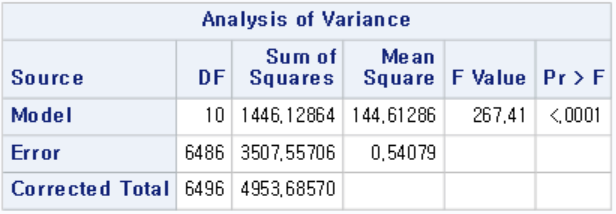 Analysis of Variance
Source DF Sum of Squares Mean Square F Value Pr > F
Model 10 1446,12864 144,61286 267,41 <,0001
Error 6486 3507,55706 0,54079
Corrected Total 6496 4953,68570